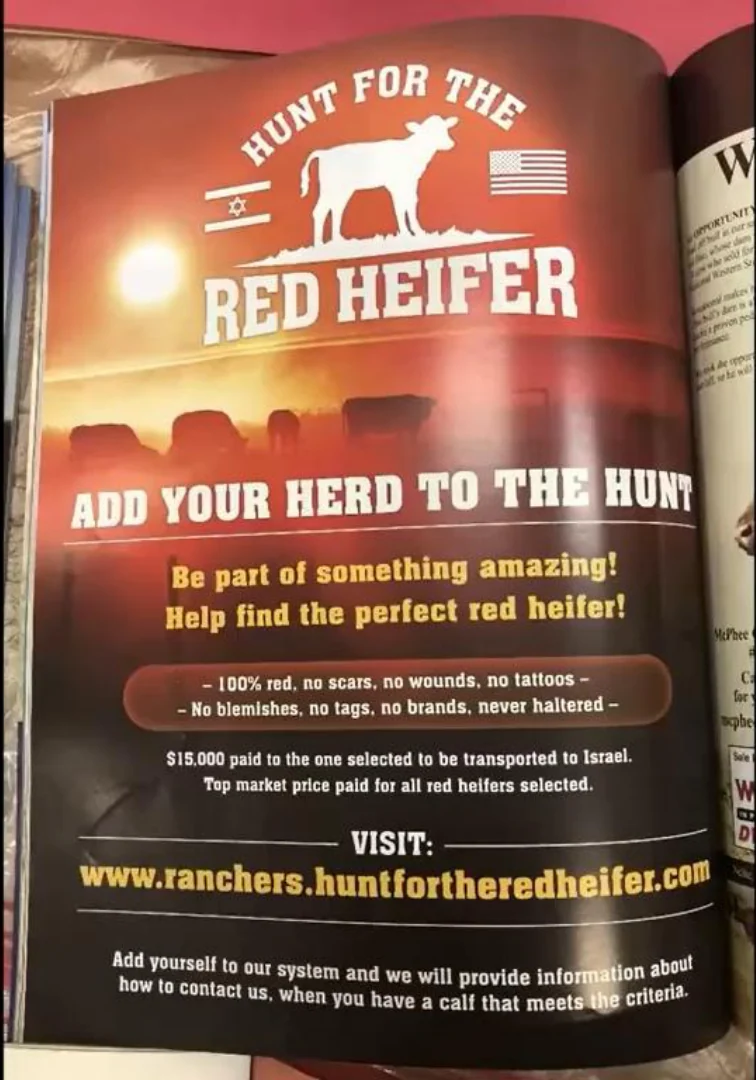 HUNT FOR THE
RED HEIFER
ADD YOUR HERD TO THE HUNT
Be part of something amazing!
Help find the perfect red heifer!
– 100% red, no scars, no wounds, no tattoos –
– No blemishes, no tags, no brands, never haltered –
$15,000 paid to the one selected to be transported to Israel.
Top market price paid for all red heifers selected.
VISIT:
www.ranchers.huntfortheredheifer.com
Add yourself to our system and we will provide information about
how to contact us, when you have a calf that meets the criteria.
W
OPPORTUNITY
McPhee